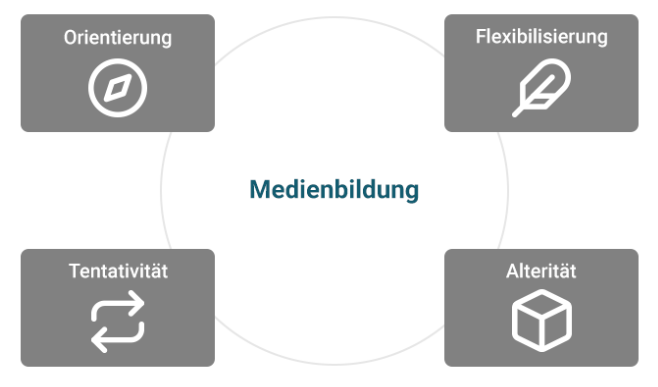 Orientierung
Flexibilisierung
Medienbildung
Tentativität
Alterität